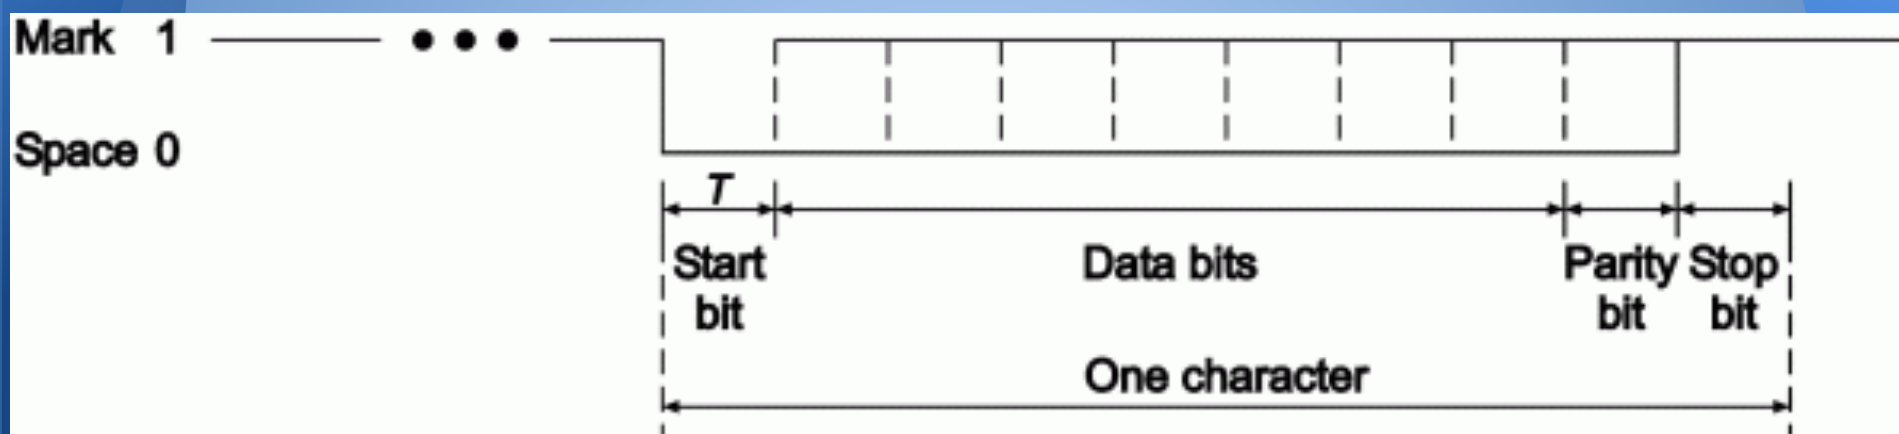 Mark 1
Space 0
T
Start bit
Data bits
Parity bit
Stop bit
One character